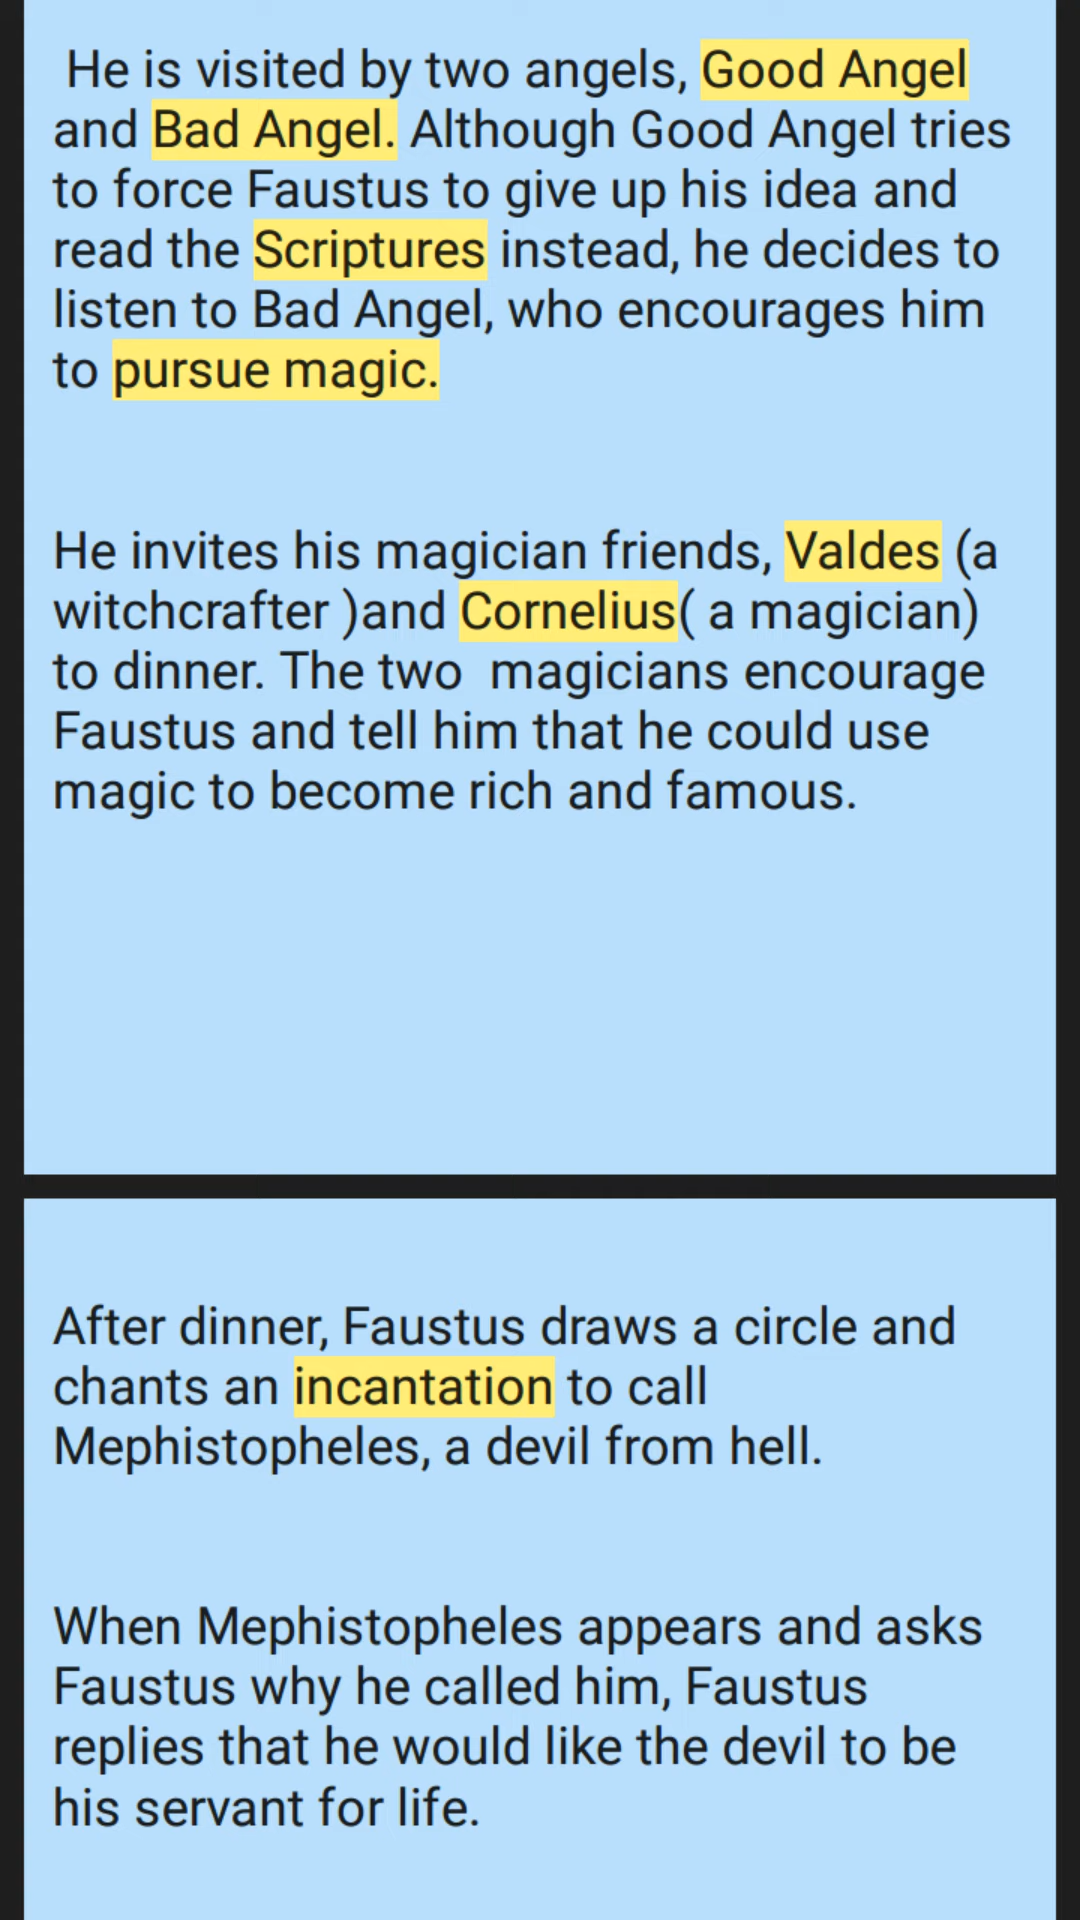 He is visited by two angels, Good Angel
and Bad Angel. Although Good Angel tries
to force Faustus to give up his idea and
read the Scriptures instead, he decides to
listen to Bad Angel, who encourages him
to pursue magic.
He invites his magician friends, Valdes (a
witchcrafter )and Cornelius( a magician)
to dinner. The two  magicians encourage
Faustus and tell him that he could use
magic to become rich and famous.
After dinner, Faustus draws a circle and
chants an incantation to call
Mephistopheles, a devil from hell.
When Mephistopheles appears and asks
Faustus why he called him, Faustus
replies that he would like the devil to be
his servant for life.